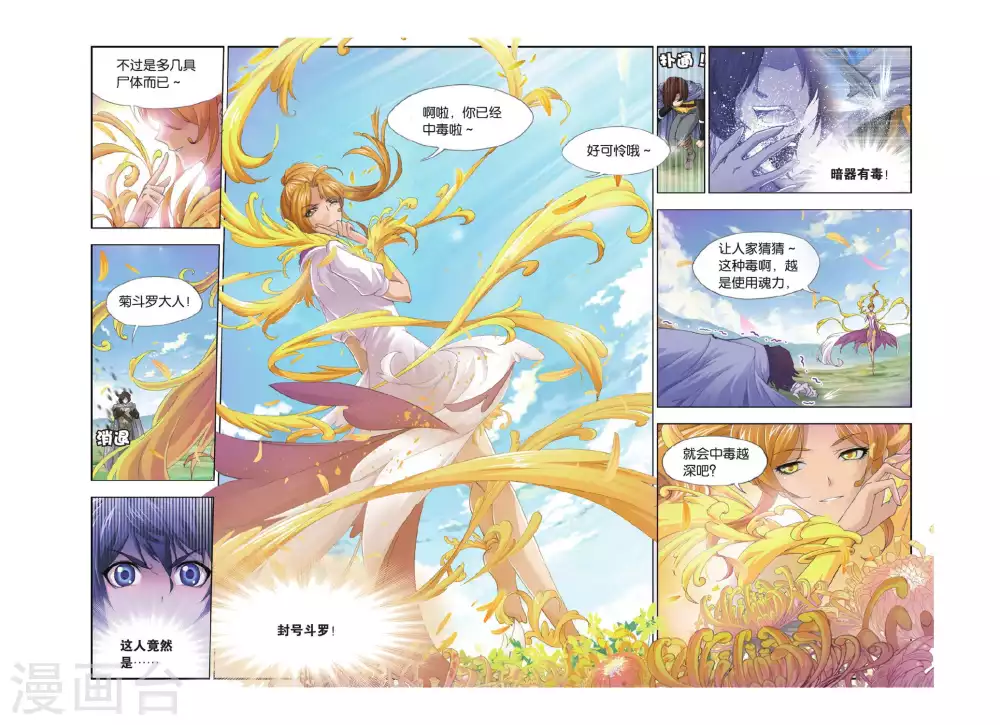 不过是多几具
尸体而已～
菊斗罗大人！
消退
这人竟然
是……
啊啦，你已经
中毒啦～
好可怜哦～
封号斗罗！
扑通！
暗器有毒！
让人家猜猜～
这种毒啊，越
是使用魂力，
就会中毒越
深吧？
漫画台